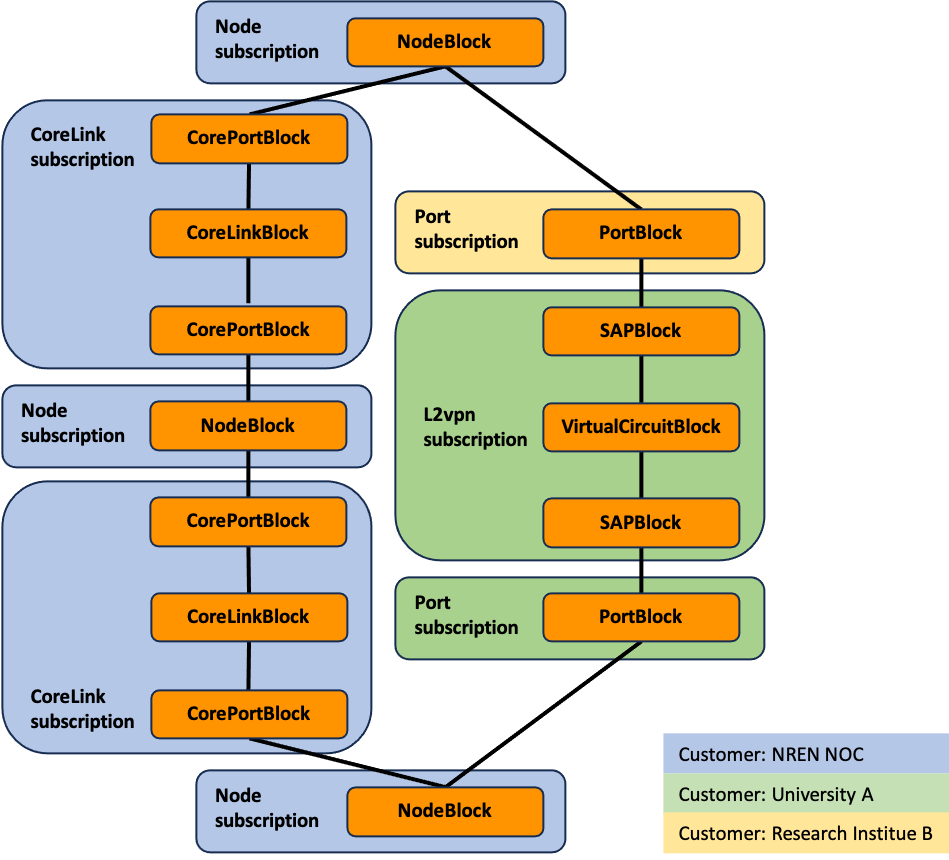 Node
subscription
NodeBlock
CoreLink
subscription
CorePortBlock
CoreLinkBlock
CorePortBlock
Node
subscription
NodeBlock
CorePortBlock
CoreLinkBlock
CoreLink
subscription
CorePortBlock
Port
subscription
PortBlock
SAPBlock
L2vpn
subscription
VirtualCircuitBlock
SAPBlock
Port
subscription
PortBlock
Node
subscription
NodeBlock
Customer: NREN NOC
Customer: University A
Customer: Research Institue B